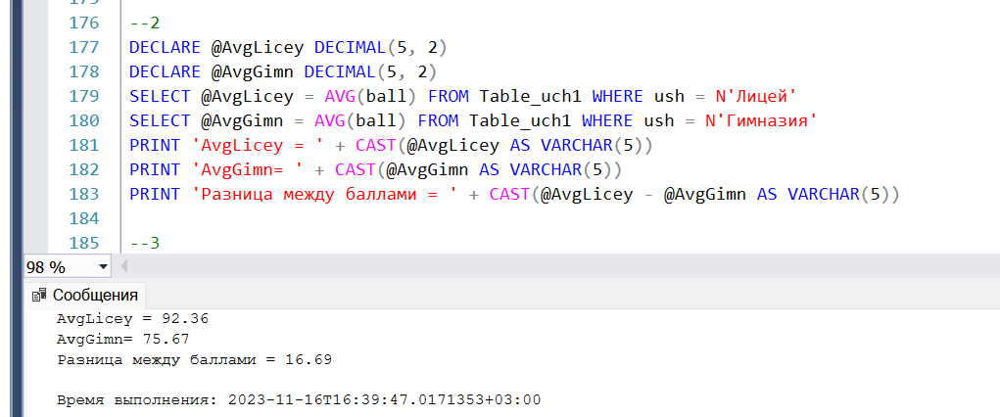 175
176 --2
177 DECLARE @AvgLicey DECIMAL(5, 2)
178 DECLARE @AvgGimn DECIMAL(5, 2)
179 SELECT @AvgLicey = AVG(ball) FROM Table_uch1 WHERE ush = N'Лицей'
180 SELECT @AvgGimn = AVG(ball) FROM Table_uch1 WHERE ush = N'Гимназия'
181 PRINT 'AvgLicey = ' + CAST(@AvgLicey AS VARCHAR(5))
182 PRINT 'AvgGimn= ' + CAST(@AvgGimn AS VARCHAR(5))
183 PRINT 'Разница между баллами = ' + CAST(@AvgLicey - @AvgGimn AS VARCHAR(5))
184
185 --3
98 %
Сообщения
AvgLicey = 92.36
AvgGimn= 75.67
Разница между баллами = 16.69
Время выполнения: 2023-11-16T16:39:47.0171353+03:00